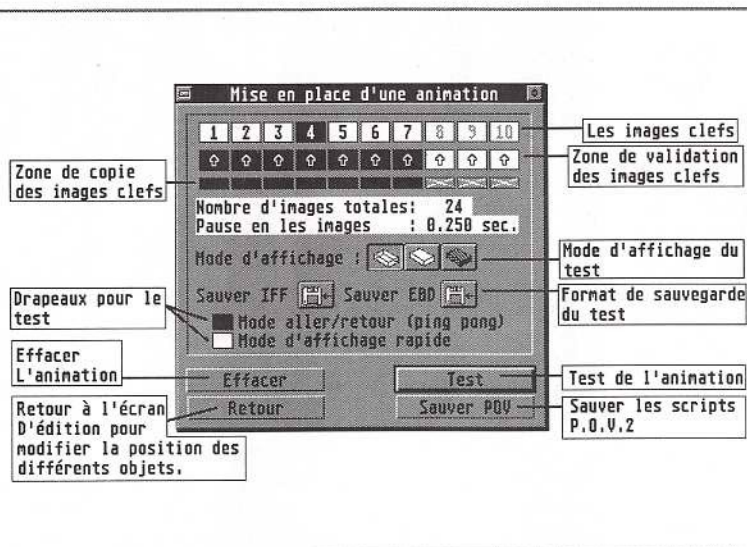 Mise en place d'une animation
1 2 3 4 5 6 7 8 9 10
Les images clefs
Zone de copie
des images clefs
Zone de validation
des images clefs
Nombre d'images totales: 24
Pause en les images : 0.250 sec.
Mode d'affichage :
Mode d'affichage du
test
Sauver IFF
Sauver EBD
Format de sauvegarde
du test
Drapeaux pour le
test
Mode aller/retour (ping pong)
Mode d'affichage rapide
Effacer
L'animation
Effacer
Test
Test de l'animation
Retour à l'écran
D'édition pour
modifier la position des
différents objets.
Retour
Sauver POV
Sauver les scripts
P.O.V.2